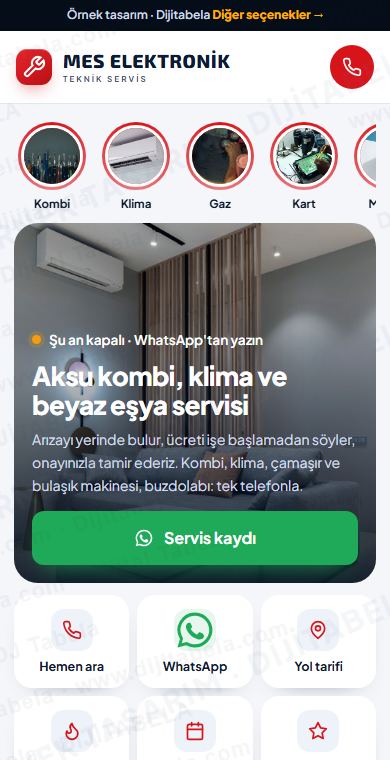 Örnek tasarım · Dijitabela Diğer seçenekler →
MES ELEKTRONİK
TEKNİK SERVİS
Kombi
Klima
Gaz
Kart
Şu an kapalı · WhatsApp'tan yazın
Aksu kombi, klima ve
beyaz eşya servisi
Arızayı yerinde bulur, ücreti işe başlamadan söyler,
onayınızla tamir ederiz. Kombi, klima, çamaşır ve
bulaşık makinesi, buzdolabı: tek telefonla.
Servis kaydı
Hemen ara
WhatsApp
Yol tarifi